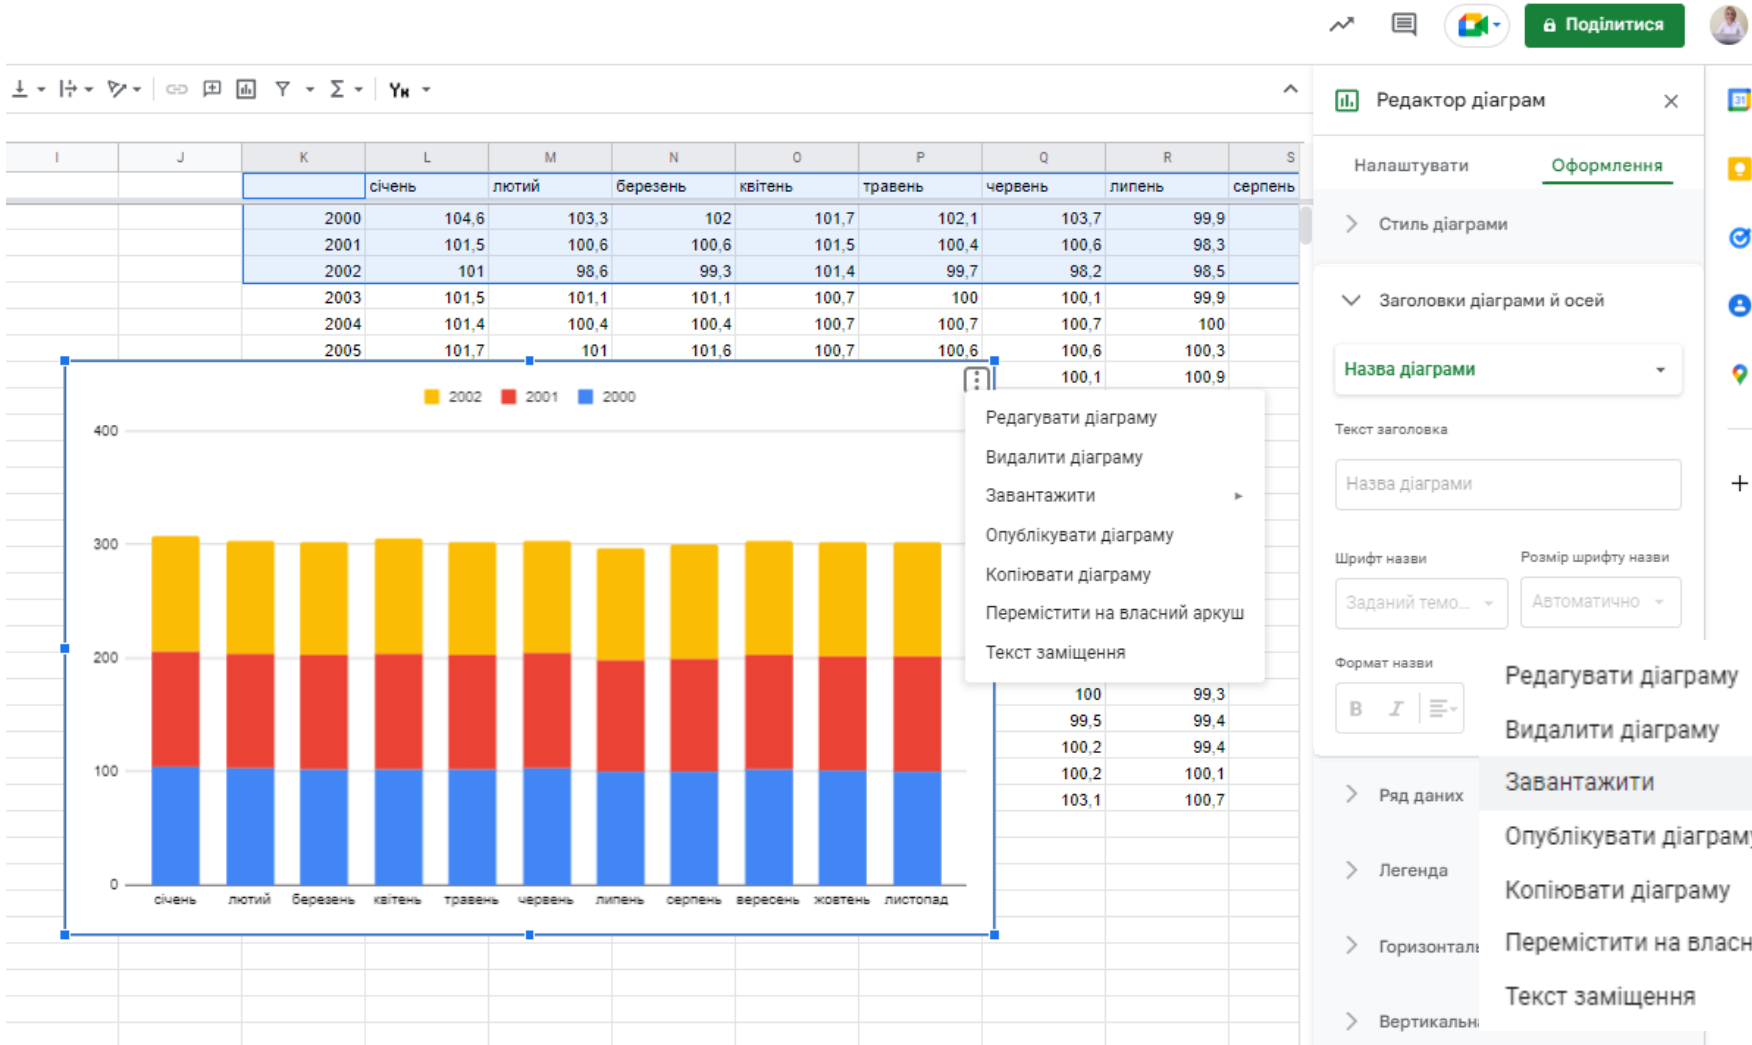 Поділитися
Σ Yҡ
Редактор діаграм
Налаштувати Оформлення
I J K L M N O P Q R S
січень лютий березень квітень травень червень липень серпень
2000 104,6 103,3 102 101,7 102,1 103,7 99,9
2001 101,5 100,6 100,6 101,5 100,4 100,6 98,3
2002 101 98,6 99,3 101,4 99,7 98,2 98,5
2003 101,5 101,1 101,1 100,7 100 100,1 99,9
2004 101,4 100,4 100,4 100,7 100,7 100,7 100
2005 101,7 101 101,6 100,7 100,6 100,6 100,3
100,1 100,9
2002 2001 2000
400
300
200
100
0
січень лютий березень квітень травень червень липень серпень вересень жовтень листопад
Редагувати діаграму
Видалити діаграму
Завантажити
Опублікувати діаграму
Копіювати діаграму
Перемістити на власний аркуш
Текст заміщення
100 99,3
99,5 99,4
100,2 99,4
100,2 100,1
103,1 100,7
Стиль діаграми
Заголовки діаграми й осей
Назва діаграми
Текст заголовка
Назва діаграми
Шрифт назви Розмір шрифту назви
Заданий темо... Автоматично
Формат назви
B I
Ряд даних
Легенда
Горизонталь
Вертикальн
Редагувати діаграму
Видалити діаграму
Завантажити
Опублікувати діаграму
Копіювати діаграму
Перемістити на власн
Текст заміщення
31